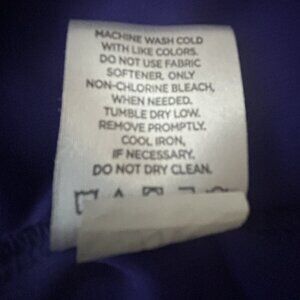 MACHINE WASH COLD
WITH LIKE COLORS.
DO NOT USE FABRIC
SOFTENER. ONLY
NON-CHLORINE BLEACH,
WHEN NEEDED.
TUMBLE DRY LOW.
REMOVE PROMPTLY.
COOL IRON,
IF NECESSARY.
DO NOT DRY CLEAN.